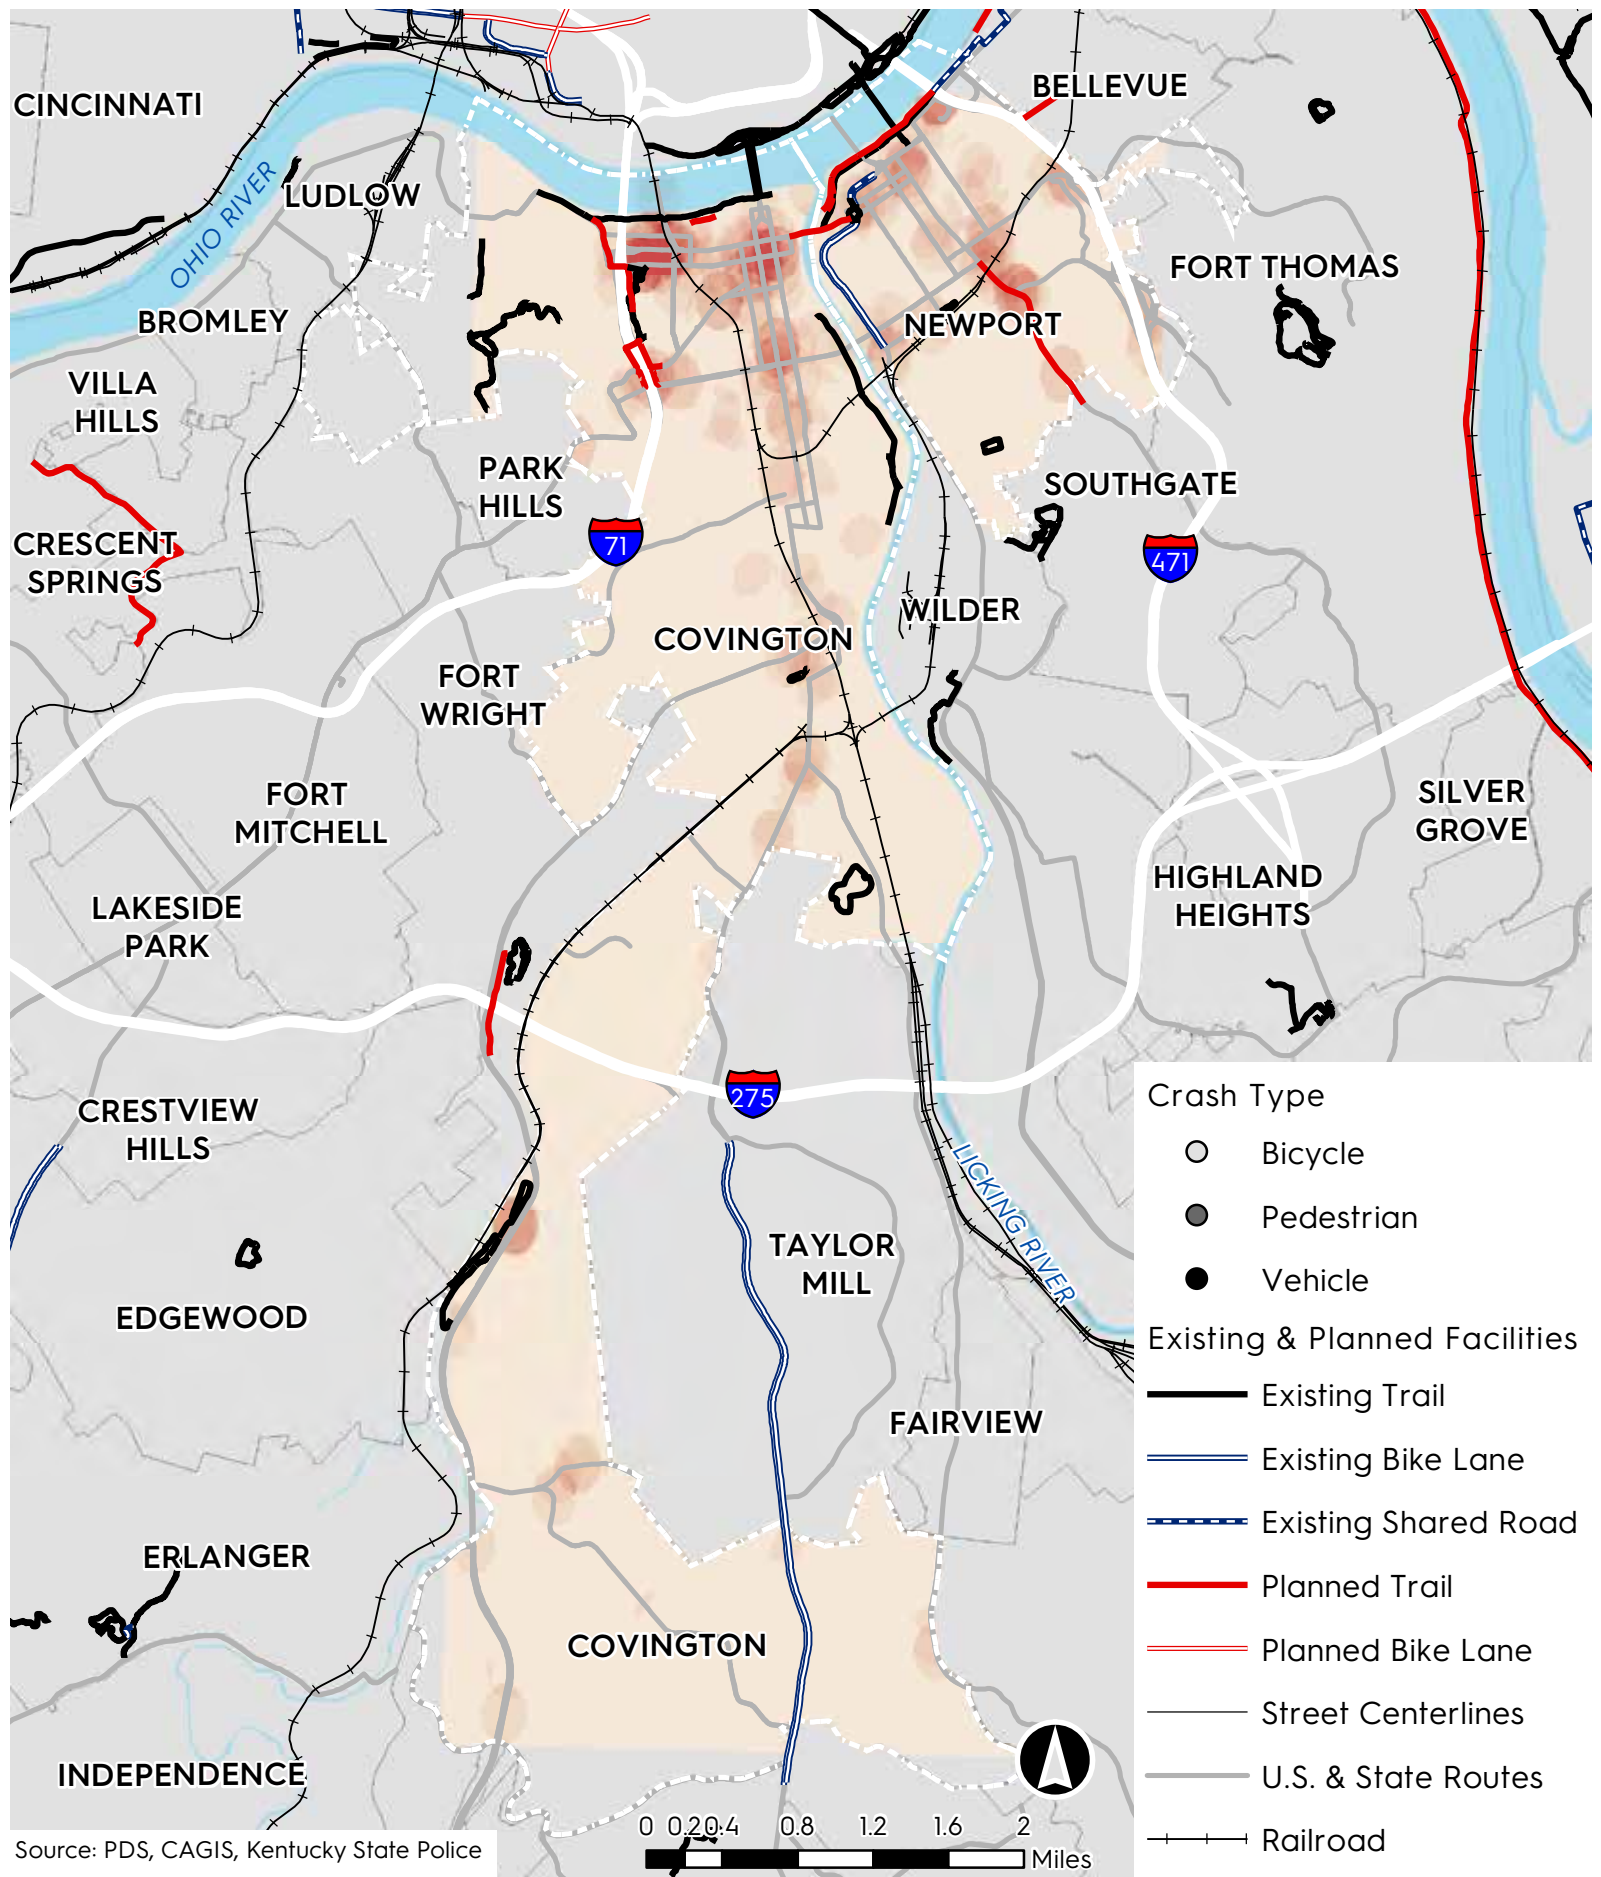 BELLEVUE
CINCINNATI
LUDLOW
OHIO RIVER
FORT THOMAS
BROMLEY
NEWPORT
VILLA
HILLS
PARK
HILLS
SOUTHGATE
71
471
CRESCENT
SPRINGS
WILDER
COVINGTON
FORT
WRIGHT
FORT
MITCHELL
SILVER
GROVE
HIGHLAND
HEIGHTS
LAKESIDE
PARK
275
CRESTVIEW
HILLS
LICKING RIVER
TAYLOR
MILL
EDGEWOOD
FAIRVIEW
ERLANGER
COVINGTON
INDEPENDENCE
Crash Type
Bicycle
Pedestrian
Vehicle
Existing & Planned Facilities
Existing Trail
Existing Bike Lane
Existing Shared Road
Planned Trail
Planned Bike Lane
Street Centerlines
U.S. & State Routes
Railroad
0 0.20.4 0.8 1.2 1.6 2
Miles
Source: PDS, CAGIS, Kentucky State Police